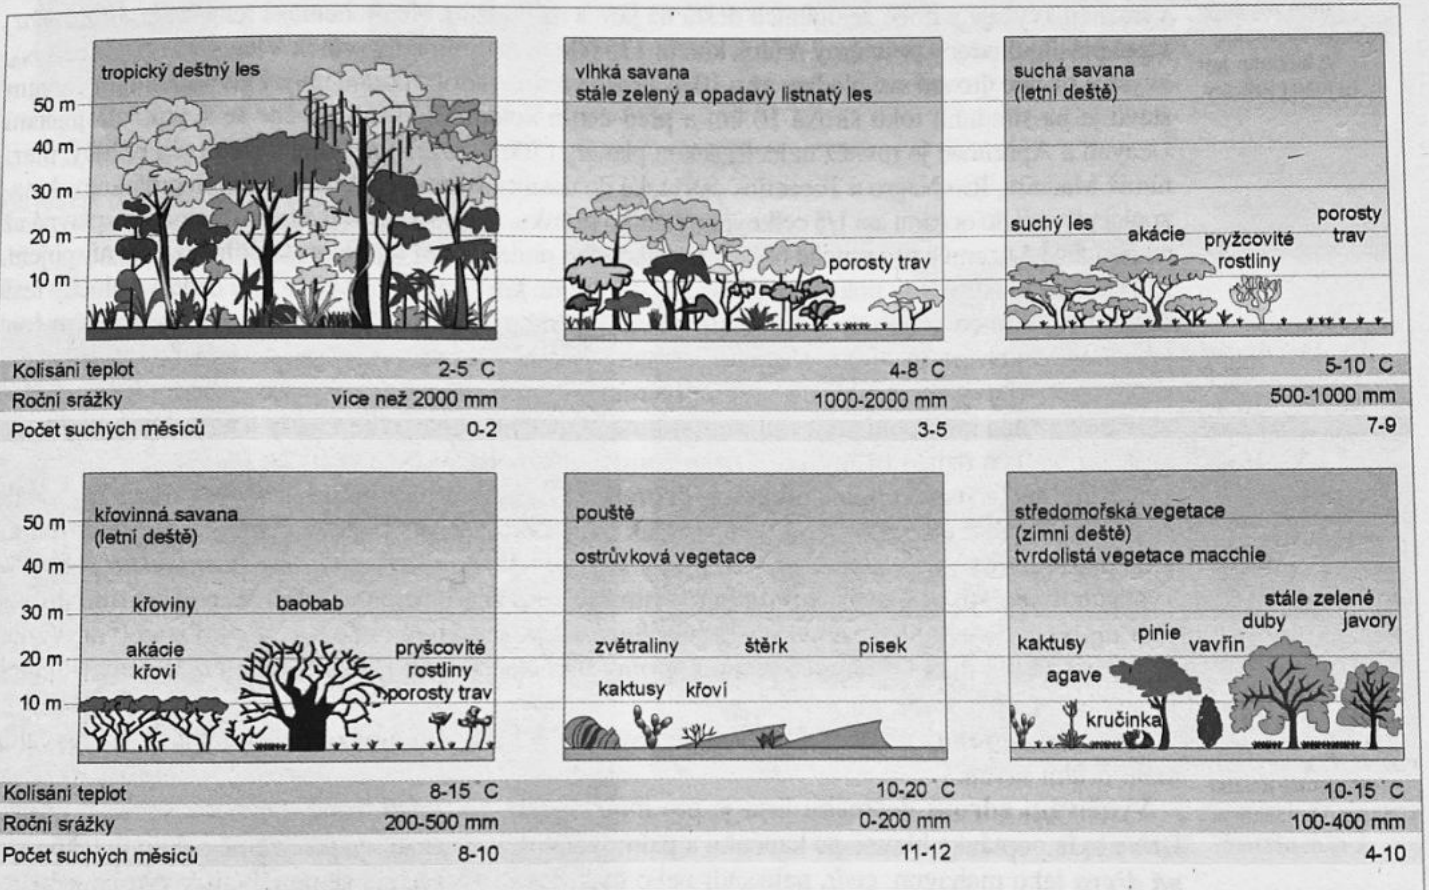 tropický deštný les
50 m
40 m
30 m
20 m
10 m
vlhká savana
stále zelený a opadavý listnatý les
porosty trav
suchá savana
(letní deště)
suchý les
akácie
pryžcovité
rostliny
porosty
trav
Kolísání teplot 2-5 °C 4-8 °C 5-10 °C
Roční srážky více než 2000 mm 1000-2000 mm 500-1000 mm
Počet suchých měsíců 0-2 3-5 7-9
křovinná savana
(letní deště)
50 m
40 m
30 m
20 m
10 m
křoviny
baobab
akácie
křoví
pryšcovité
rostliny
porosty trav
pouště
ostrůvková vegetace
zvětraliny štěrk písek
kaktusy křoví
středomořská vegetace
(zimní deště)
tvrdolistá vegetace macchie
stále zelené
duby
javory
kaktusy
pinie
vavřín
agave
kručinka
Kolísání teplot 8-15 °C 10-20 °C 10-15 °C
Roční srážky 200-500 mm 0-200 mm 100-400 mm
Počet suchých měsíců 8-10 11-12 4-10